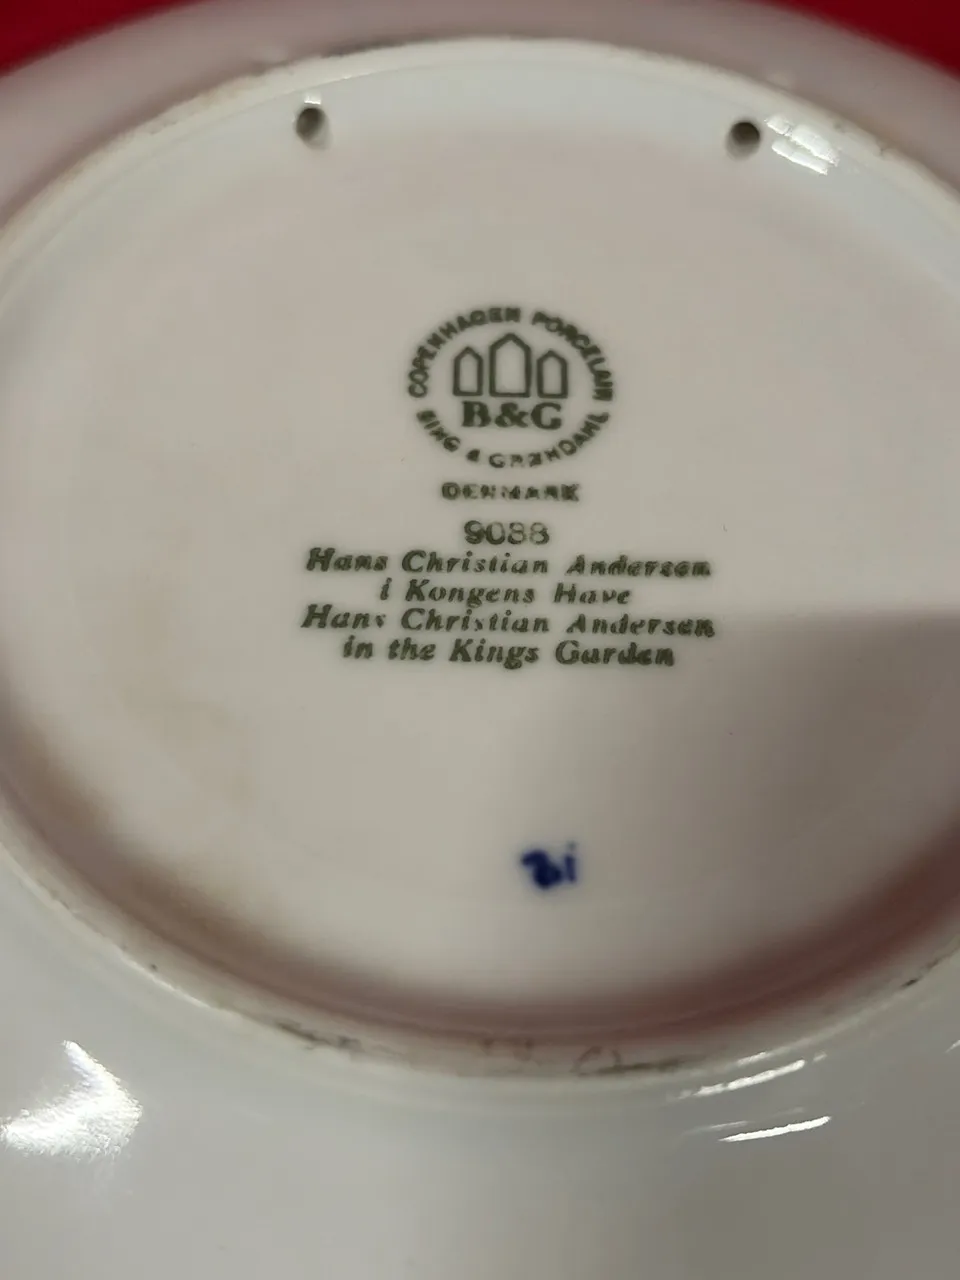 COPENHAGEN PORCELAIN
B&G
BING & GRØNDAHL
DENMARK
9088
Hans Christian Andersen
i Kongens Have
Hans Christian Andersen
in the Kings Garden